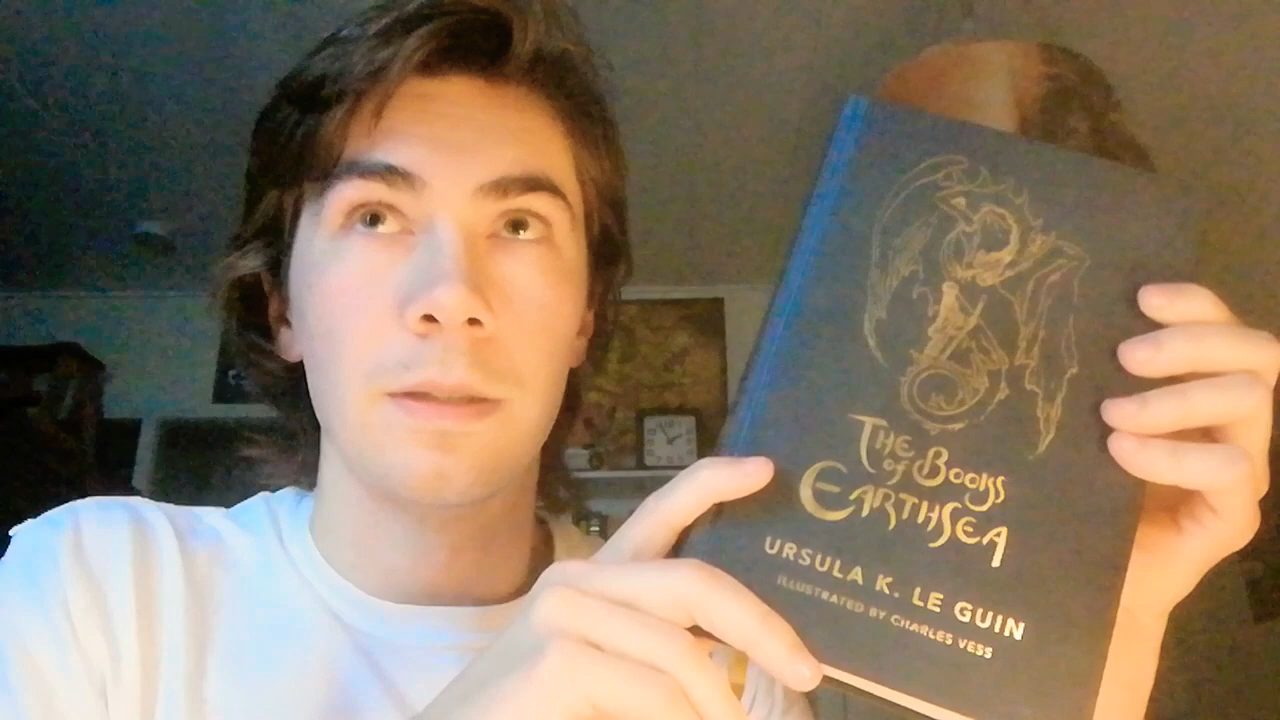 THE
of BOOKS
EARTHSEA
URSULA K. LE GUIN
ILLUSTRATED BY CHARLES VESS